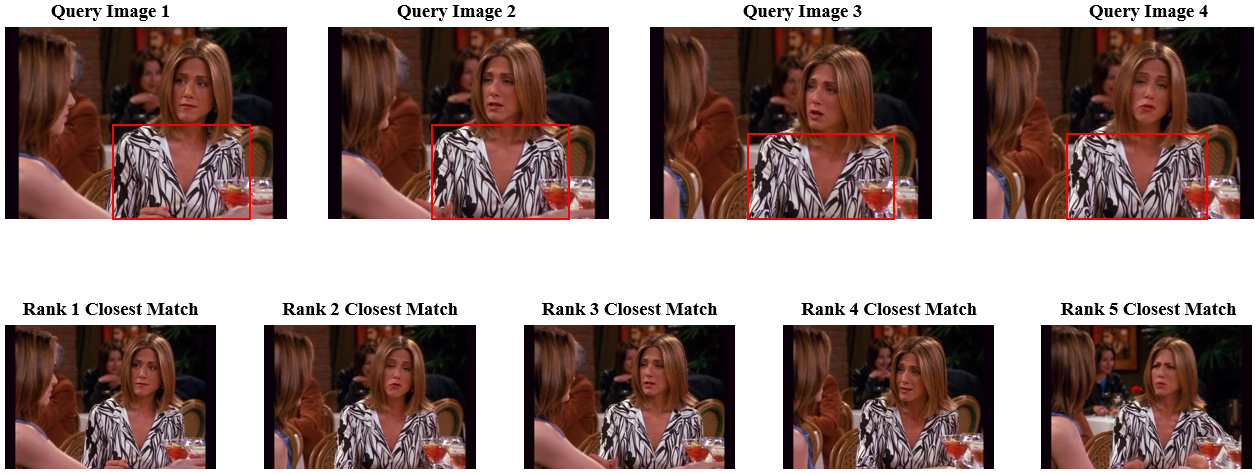 Query Image 1
Query Image 2
Query Image 3
Query Image 4
Rank 1 Closest Match
Rank 2 Closest Match
Rank 3 Closest Match
Rank 4 Closest Match
Rank 5 Closest Match